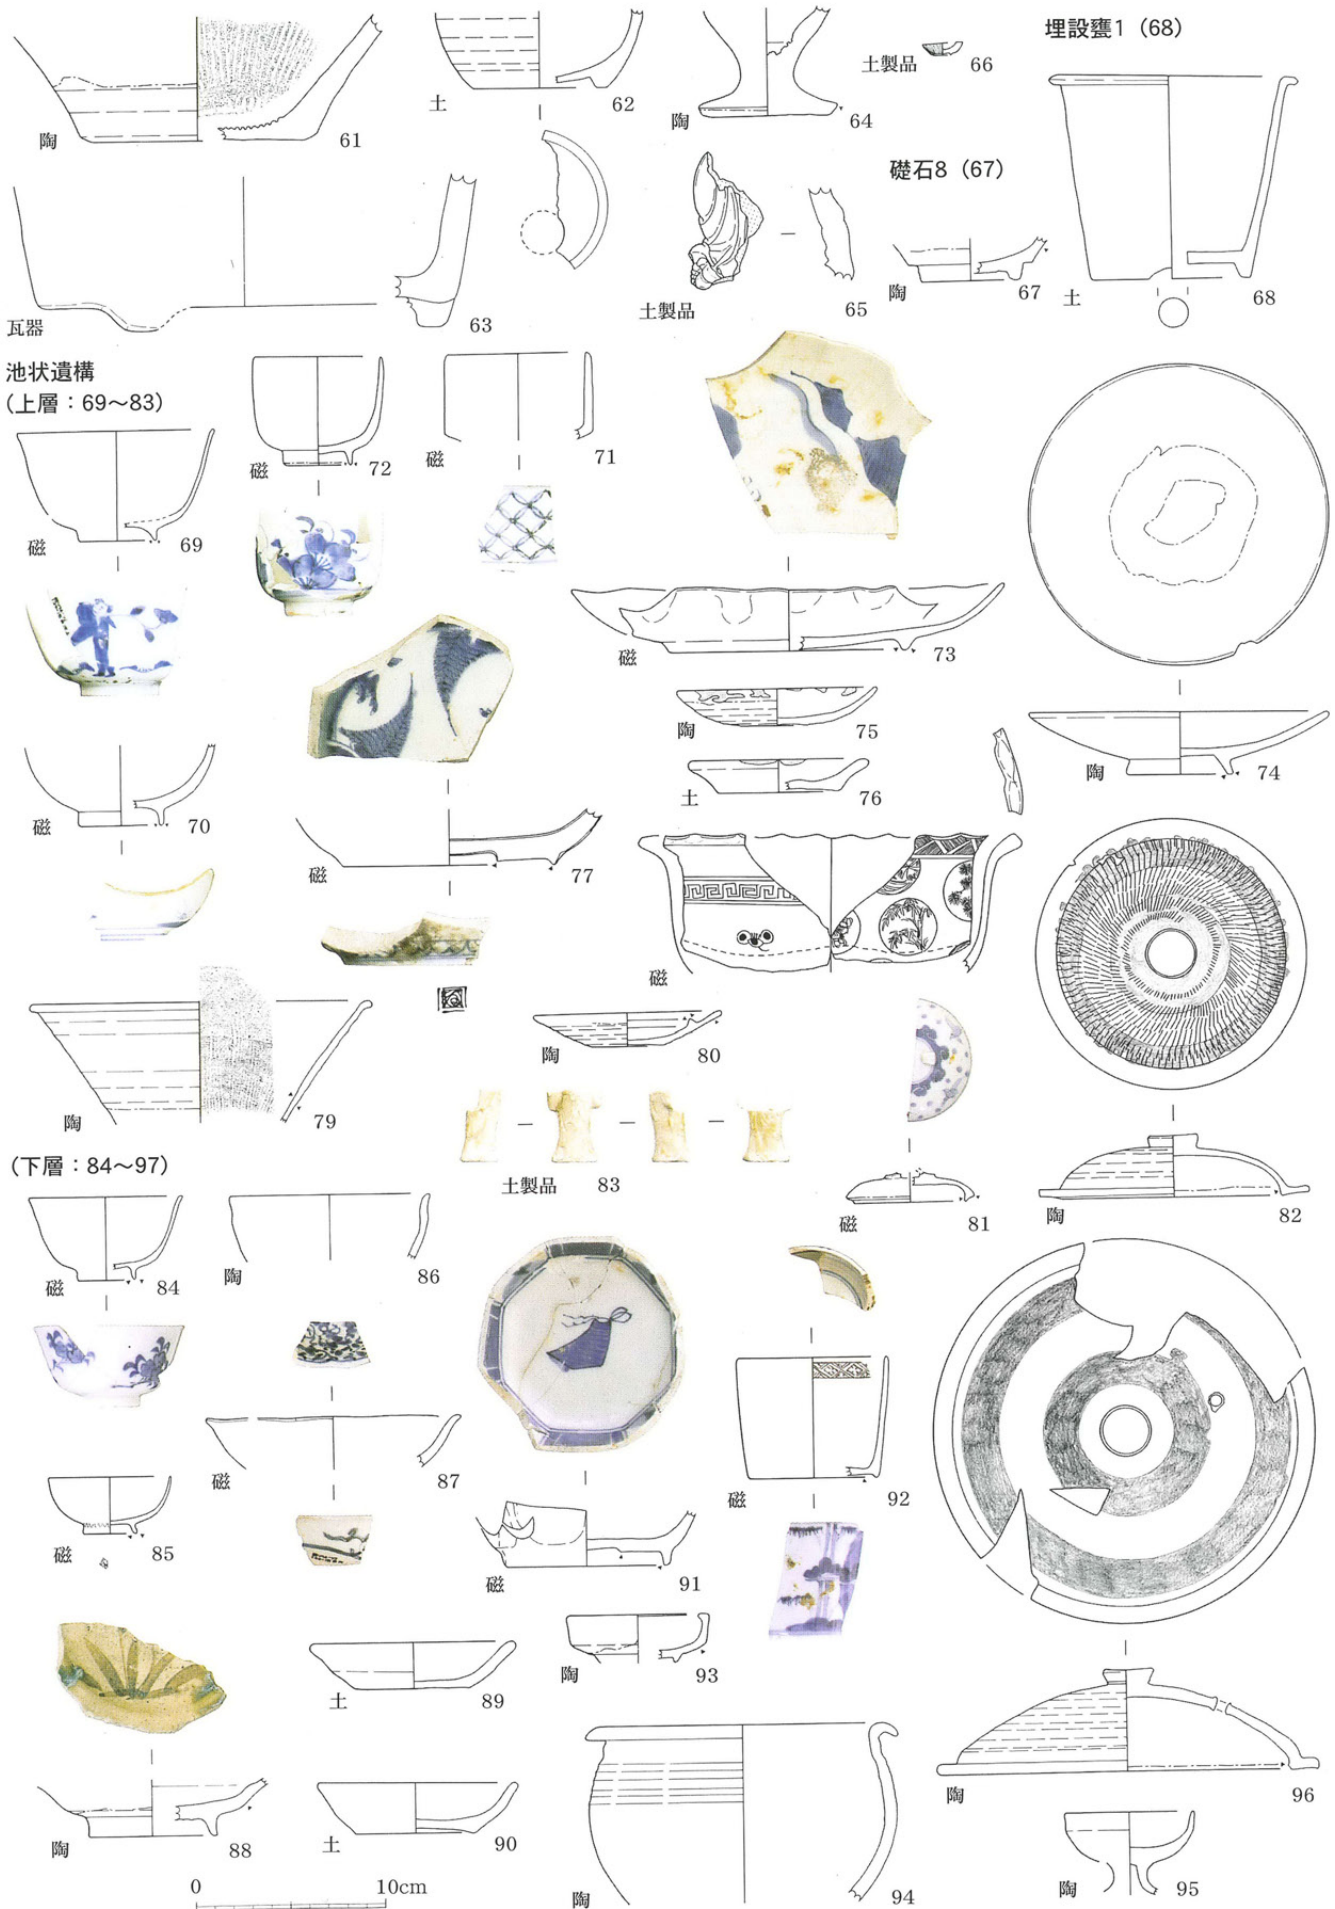 陶 61
土 62
陶 64
土製品 66
埋設甕1（68）
土 68
瓦器 63
土製品 65
礎石8（67）
陶 67
池状遺構
(上層：69～83)
磁 69
磁 72
磁 71
磁 73
陶 74
陶 75
土 76
磁 70
磁 77
磁
陶 79
陶 80
土製品 83
磁 81
陶 82
(下層：84～97)
磁 84
陶 86
磁 85
磁 87
磁 91
磁 92
陶 88
土 89
土 90
陶 93
陶 94
陶 96
陶 95
0 10cm